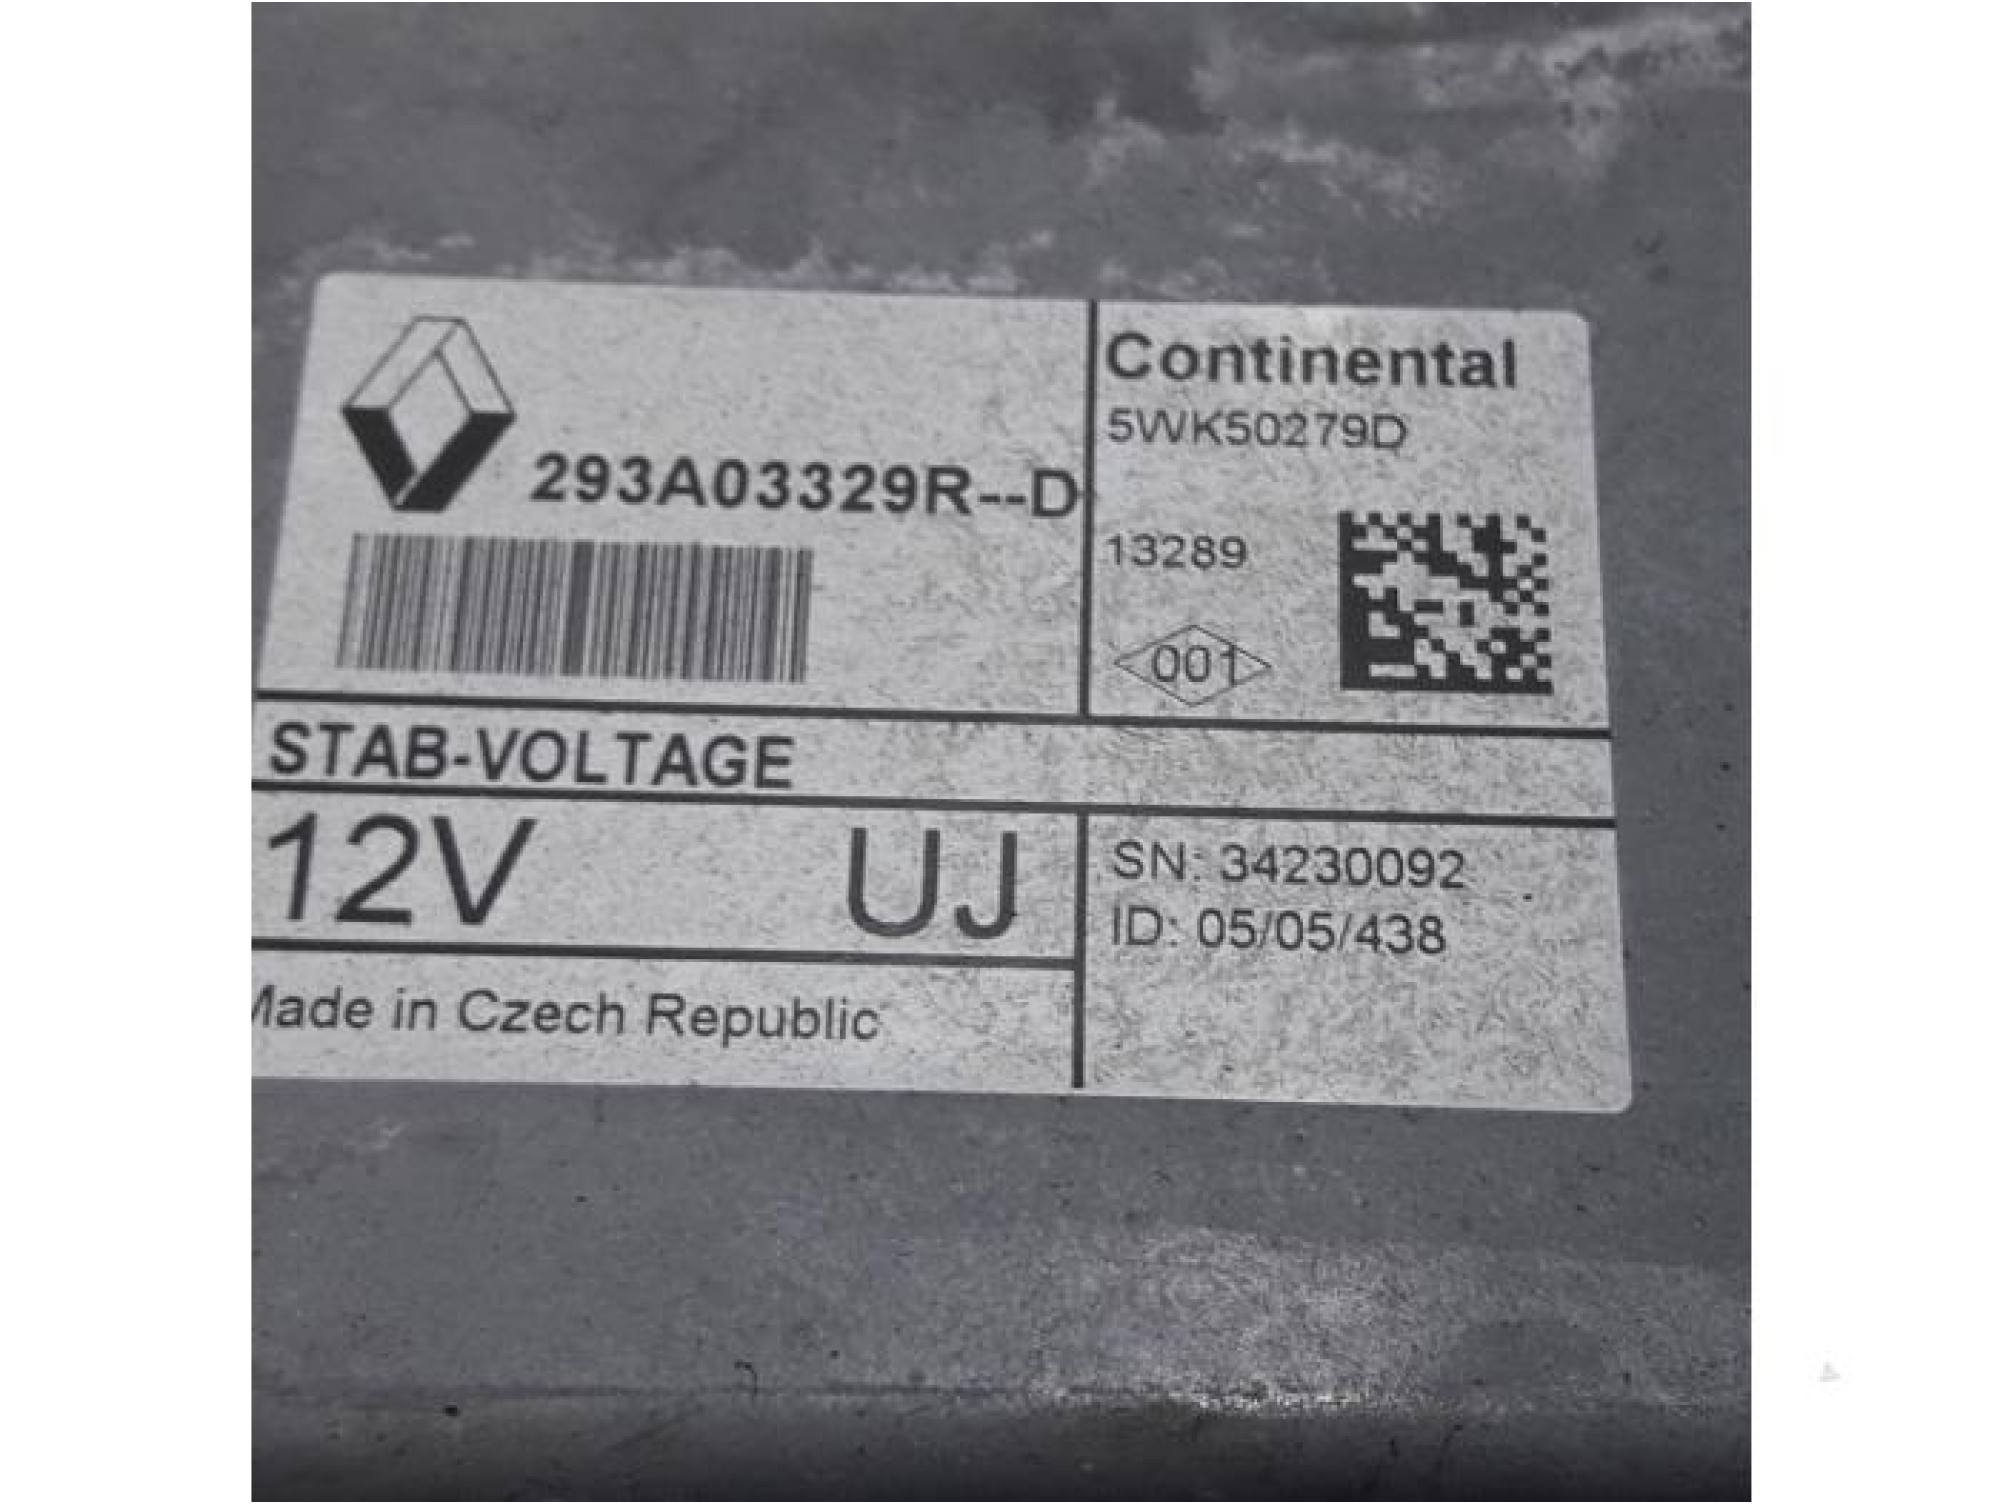 293A03329R--D
Continental
5WK50279D
13289
001
STAB-VOLTAGE
12V UJ
SN: 34230092
ID: 05/05/438
Made in Czech Republic